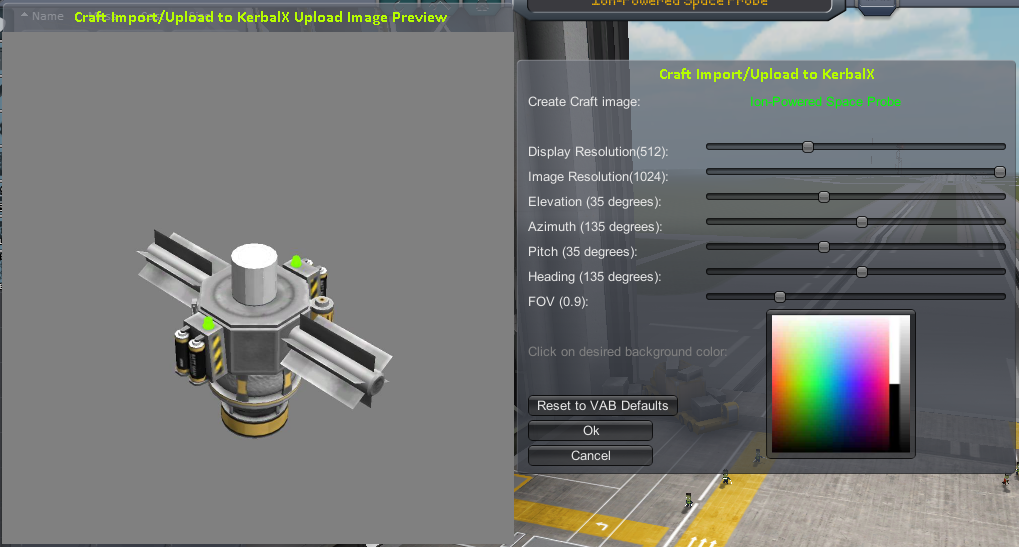 Name
Craft Import/Upload to KerbalX Upload Image Preview
Ion-Powered Space Probe
Craft Import/Upload to KerbalX
Create Craft image:
Ion-Powered Space Probe
Display Resolution(512):
Image Resolution(1024):
Elevation (35 degrees):
Azimuth (135 degrees):
Pitch (35 degrees):
Heading (135 degrees):
FOV (0.9):
Click on desired background color:
Reset to VAB Defaults
Ok
Cancel